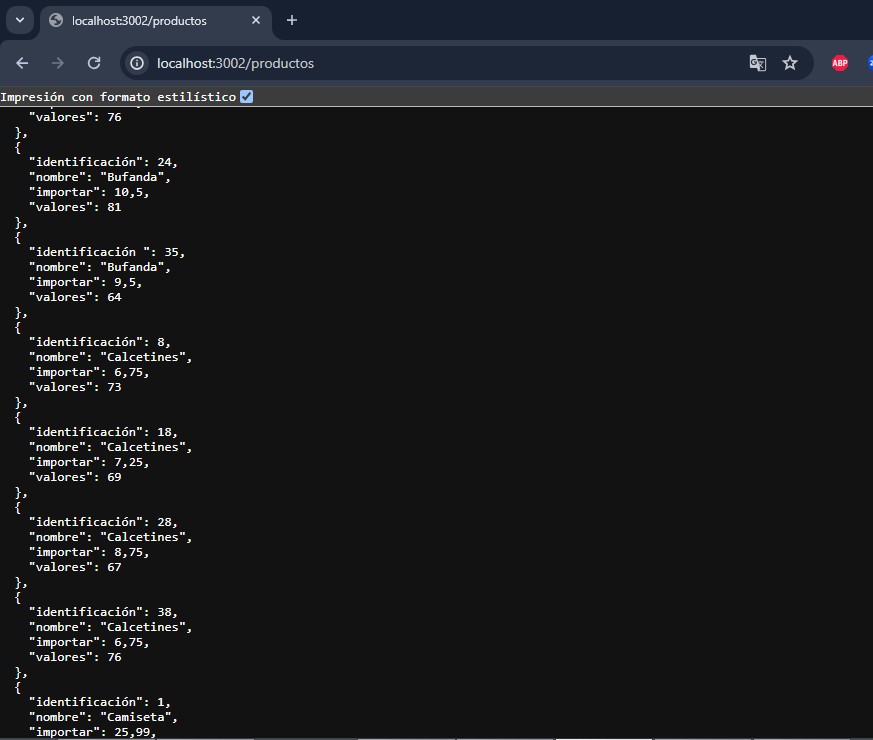 localhost:3002/productos
localhost:3002/productos
ABP
Impresión con formato estilístico
"valores": 76
},
{
"identificación": 24,
"nombre": "Bufanda",
"importar": 10,5,
"valores": 81
},
{
"identificación ": 35,
"nombre": "Bufanda",
"importar": 9,5,
"valores": 64
},
{
"identificación": 8,
"nombre": "Calcetines",
"importar": 6,75,
"valores": 73
},
{
"identificación": 18,
"nombre": "Calcetines",
"importar": 7,25,
"valores": 69
},
{
"identificación": 28,
"nombre": "Calcetines",
"importar": 8,75,
"valores": 67
},
{
"identificación": 38,
"nombre": "Calcetines",
"importar": 6,75,
"valores": 76
},
{
"identificación": 1,
"nombre": "Camiseta",
"importar": 25,99,